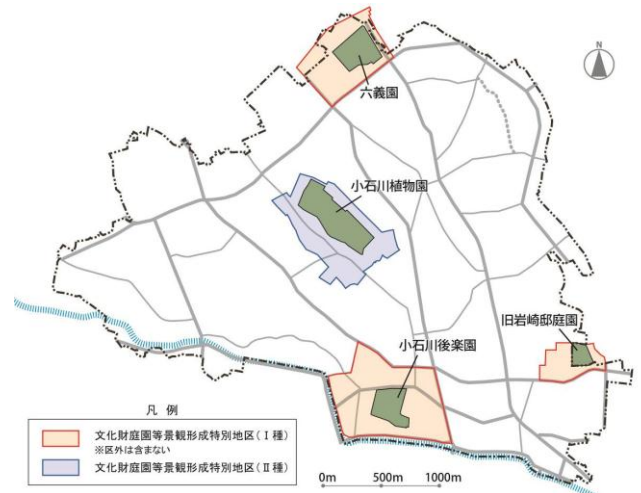 N
六義園
小石川植物園
旧岩崎邸庭園
小石川後楽園
凡 例
文化財庭園等景観形成特別地区(Ⅰ種)
※区外は含まない
文化財庭園等景観形成特別地区(Ⅱ種)
0m 500m 1000m